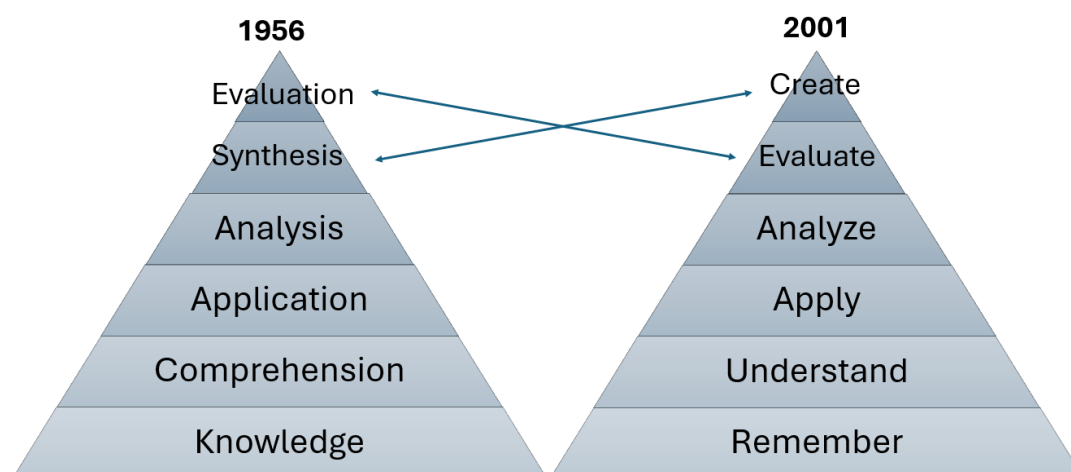 1956
Evaluation
Synthesis
Analysis
Application
Comprehension
Knowledge
2001
Create
Evaluate
Analyze
Apply
Understand
Remember